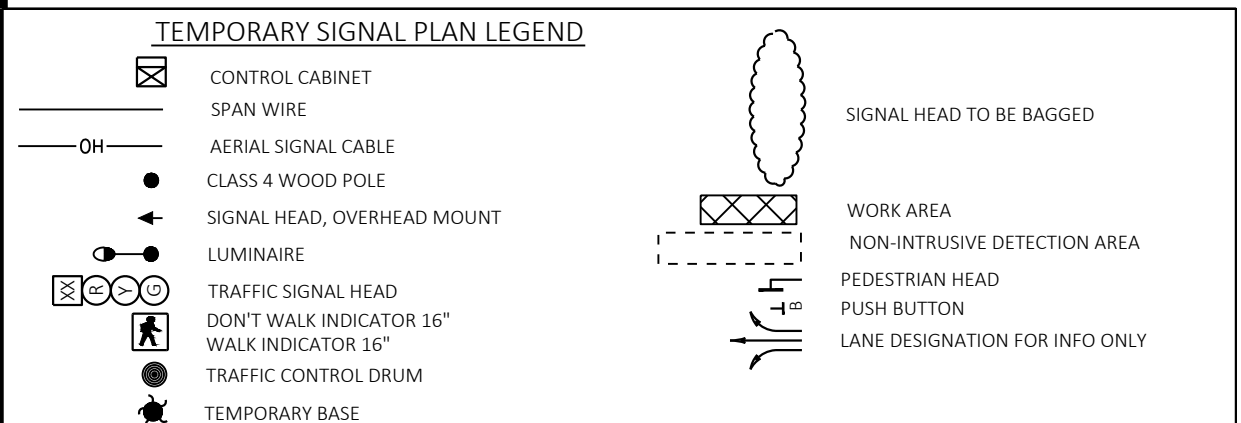 TEMPORARY SIGNAL PLAN LEGEND
CONTROL CABINET
SPAN WIRE
OH AERIAL SIGNAL CABLE
CLASS 4 WOOD POLE
SIGNAL HEAD, OVERHEAD MOUNT
LUMINAIRE
XX R Y G TRAFFIC SIGNAL HEAD
DON'T WALK INDICATOR 16"
WALK INDICATOR 16"
TRAFFIC CONTROL DRUM
TEMPORARY BASE
SIGNAL HEAD TO BE BAGGED
WORK AREA
NON-INTRUSIVE DETECTION AREA
PEDESTRIAN HEAD
B PUSH BUTTON
LANE DESIGNATION FOR INFO ONLY